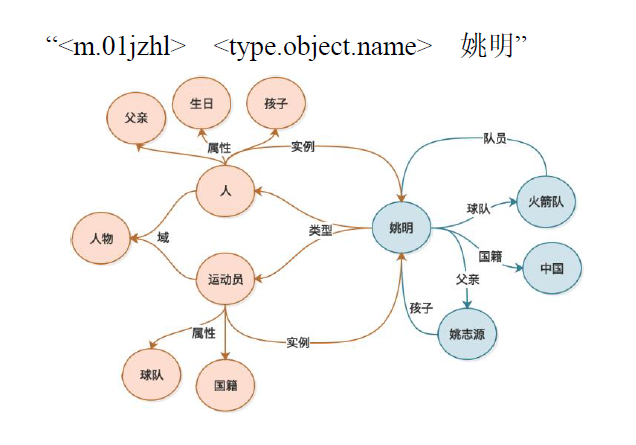 “<m.01jzhl> <type.object.name> 姚明”
父亲
生日
孩子
属性
实例
队员
人
火箭队
球队
姚明
类型
人物
域
国籍
中国
运动员
父亲
孩子
姚志源
属性
实例
球队
国籍